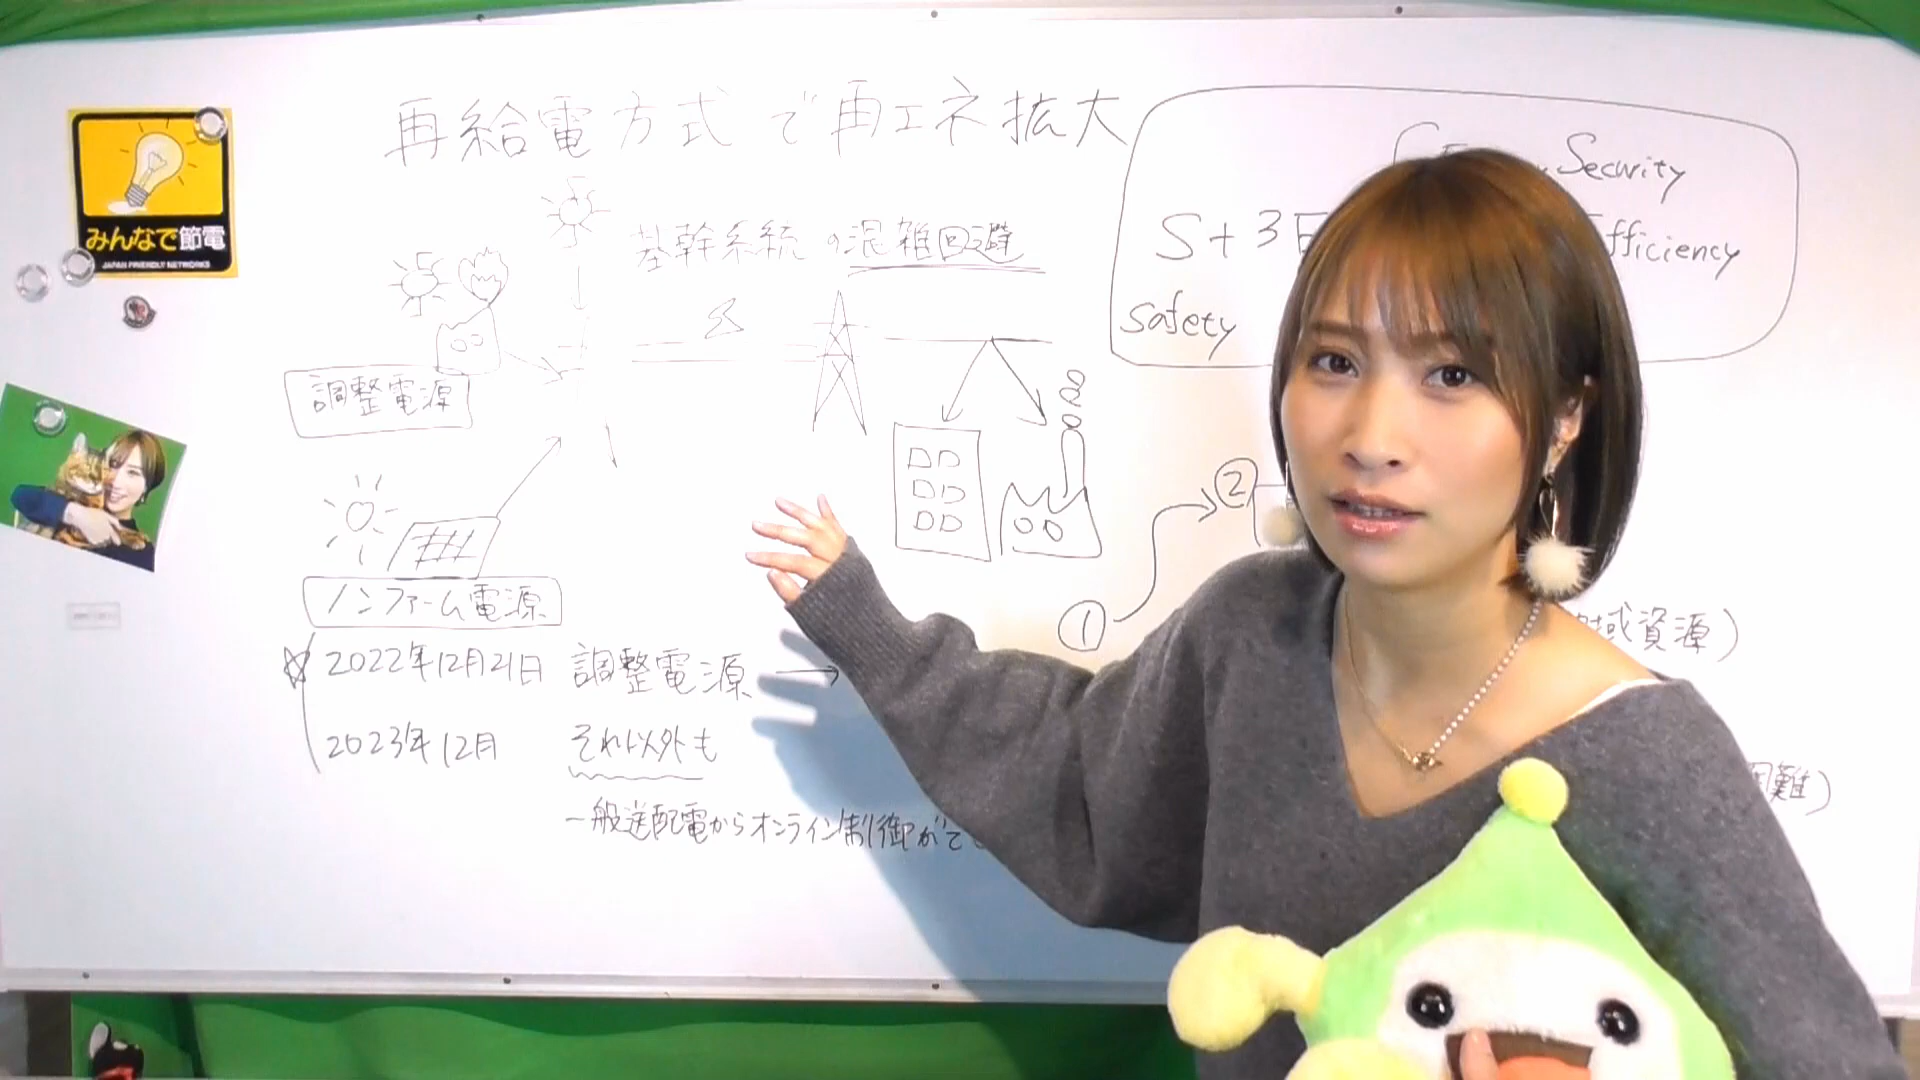 再給電方式で再エネ拡大
Security
S+3E
fficiency
safety
みんなで節電
JAPAN FRIENDLY NETWORKS
基幹系統の混雑回避
調整電源
②
ノンファーム電源
①
域資源)
2022年12月21日 調整電源 →
2023年12月 それ以外も
難)
一般送配電からオンライン制御がで